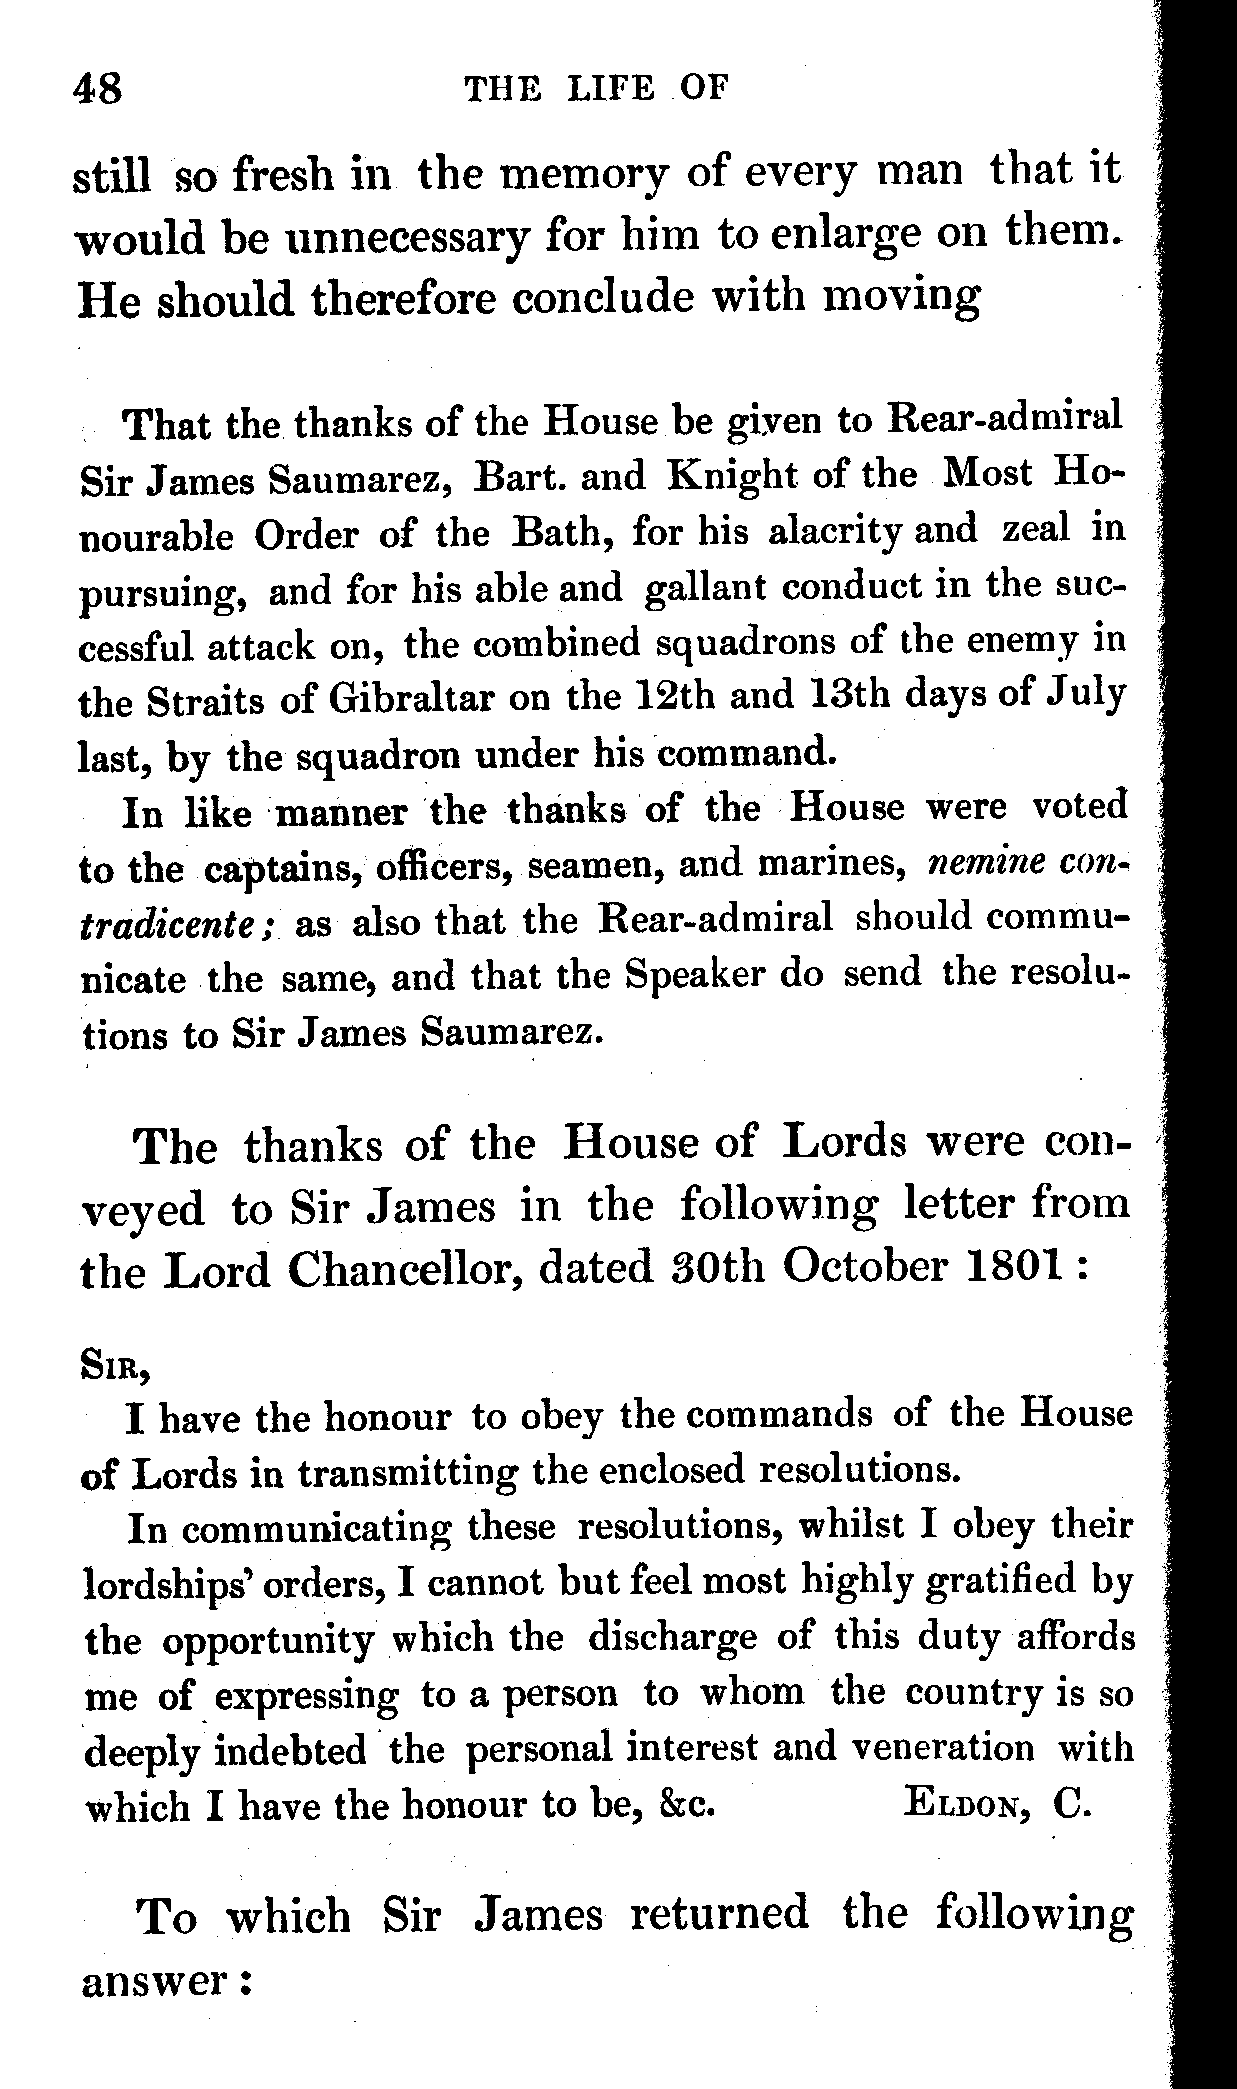 48 THE LIFE OF
still so fresh in the memory of every man that it
would be unnecessary for him to enlarge on them.
He should therefore conclude with moving
That the thanks of the House be given to Rear-admiral
Sir James Saumarez, Bart. and Knight of the Most Ho-
nourable Order of the Bath, for his alacrity and zeal in
pursuing, and for his able and gallant conduct in the suc-
cessful attack on, the combined squadrons of the enemy in
the Straits of Gibraltar on the 12th and 13th days of July
last, by the squadron under his command.
In like manner the thanks of the House were voted
to the captains, officers, seamen, and marines, nemine con-
tradicente; as also that the Rear-admiral should commu-
nicate the same, and that the Speaker do send the resolu-
tions to Sir James Saumarez.
The thanks of the House of Lords were con-
veyed to Sir James in the following letter from
the Lord Chancellor, dated 30th October 1801 :
SIR,
I have the honour to obey the commands of the House
of Lords in transmitting the enclosed resolutions.
In communicating these resolutions, whilst I obey their
lordships' orders, I cannot but feel most highly gratified by
the opportunity which the discharge of this duty affords
me of expressing to a person to whom the country is so
deeply indebted the personal interest and veneration with
which I have the honour to be, &c. ELDON, C.
To which Sir James returned the following
answer :